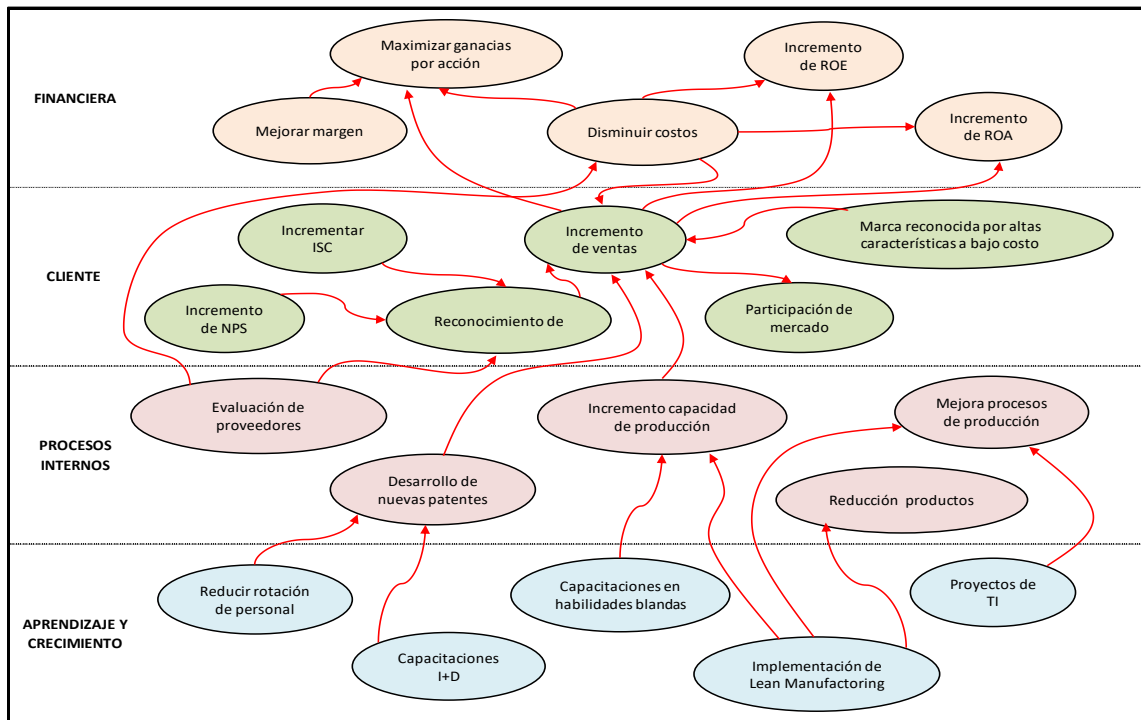 Maximizar ganacias
por acción
Incremento
de ROE
FINANCIERA
Mejorar margen
Disminuir costos
Incremento
de ROA
Incrementar
ISC
Incremento
de ventas
Marca reconocida por altas
características a bajo costo
CLIENTE
Incremento
de NPS
Reconocimiento de
Participación de
mercado
Evaluación de
proveedores
Incremento capacidad
de producción
Mejora procesos
de producción
PROCESOS
INTERNOS
Desarrollo de
nuevas patentes
Reducción productos
Reducir rotación
de personal
Capacitaciones en
habilidades blandas
Proyectos de
TI
APRENDIZAJE Y
CRECIMIENTO
Capacitaciones
I+D
Implementación de
Lean Manufactoring